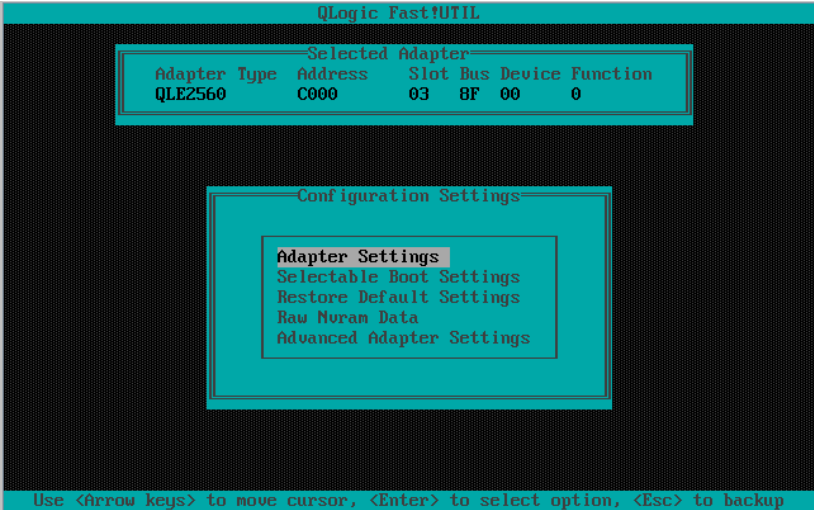 QLogic Fast!UTIL
Selected Adapter
Adapter Type Address Slot Bus Device Function
QLE2560 C000 03 8F 00 0
Configuration Settings
Adapter Settings
Selectable Boot Settings
Restore Default Settings
Raw Nvram Data
Advanced Adapter Settings
Use <Arrow keys> to move cursor, <Enter> to select option, <Esc> to backup